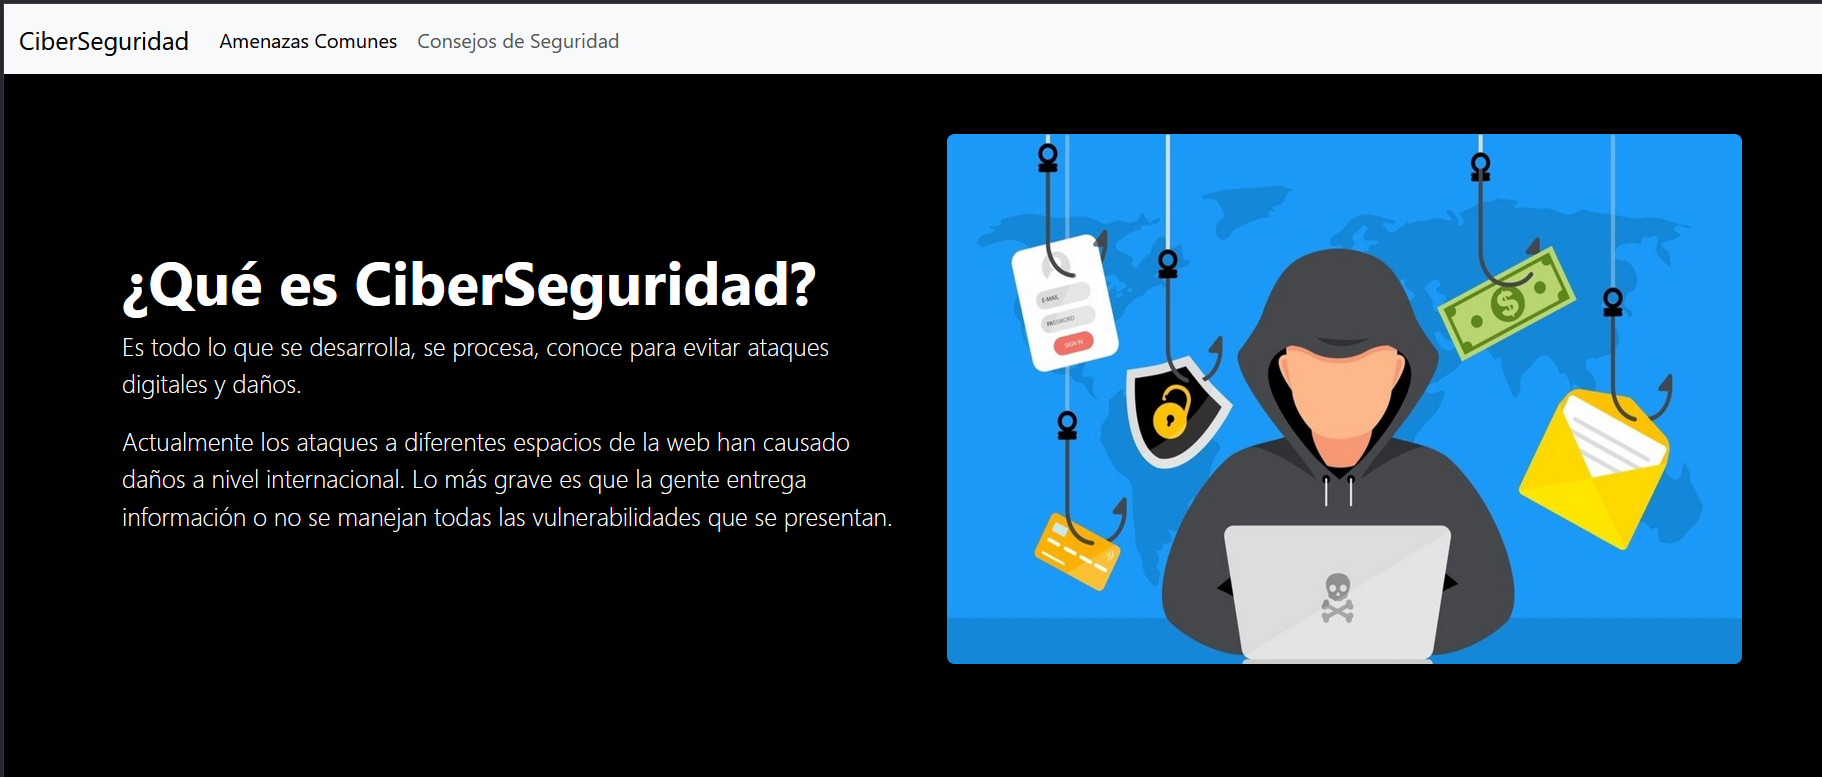 CiberSeguridad Amenazas Comunes Consejos de Seguridad
¿Qué es CiberSeguridad?
Es todo lo que se desarrolla, se procesa, conoce para evitar ataques
digitales y daños.
Actualmente los ataques a diferentes espacios de la web han causado
daños a nivel internacional. Lo más grave es que la gente entrega
información o no se manejan todas las vulnerabilidades que se presentan.
E-MAIL
PASSWORD
SIGN IN
$